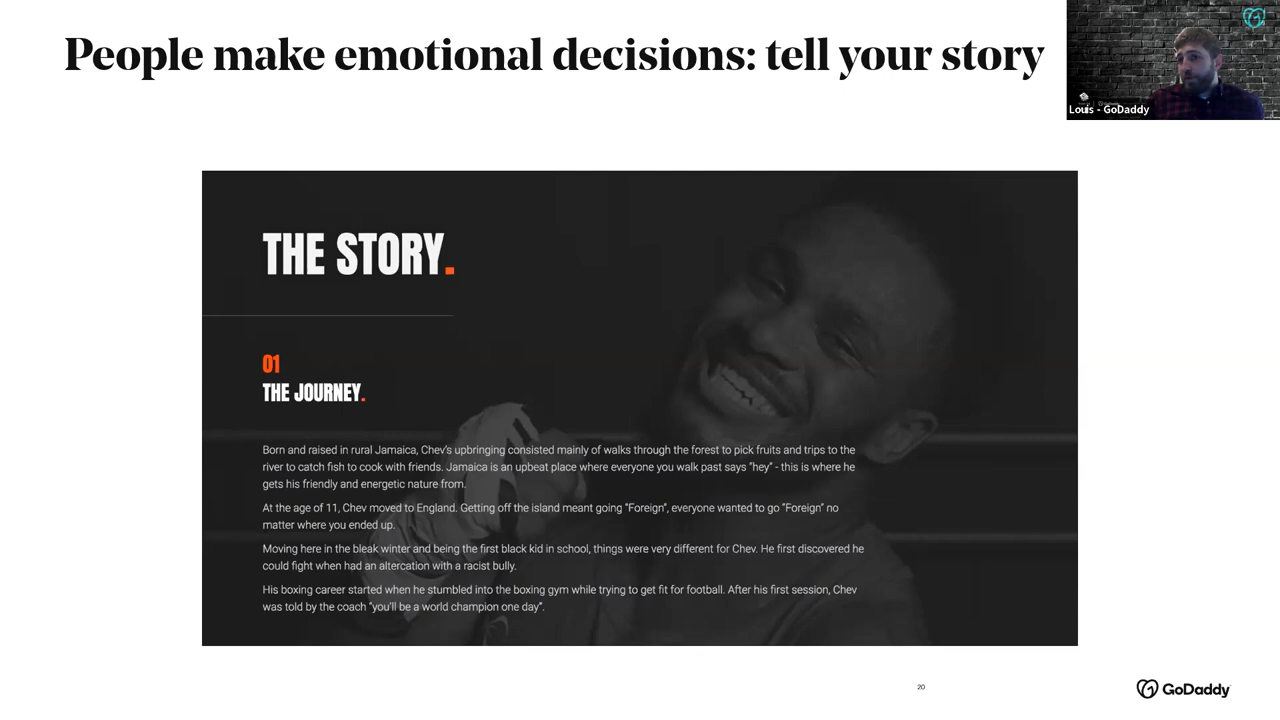 People make emotional decisions: tell your story
Louis - GoDaddy
THE STORY.
01
THE JOURNEY.
Born and raised in rural Jamaica, Chev's upbringing consisted mainly of walks through the forest to pick fruits and trips to the
river to catch fish to cook with friends. Jamaica is an upbeat place where everyone you walk past says "hey" - this is where he
gets his friendly and energetic nature from.
At the age of 11, Chev moved to England. Getting off the island meant going "Foreign", everyone wanted to go "Foreign" no
matter where you ended up.
Moving here in the bleak winter and being the first black kid in school, things were very different for Chev. He first discovered he
could fight when had an altercation with a racist bully.
His boxing career started when he stumbled into the boxing gym while trying to get fit for football. After his first session, Chev
was told by the coach "you'll be a world champion one day".
20
GoDaddy